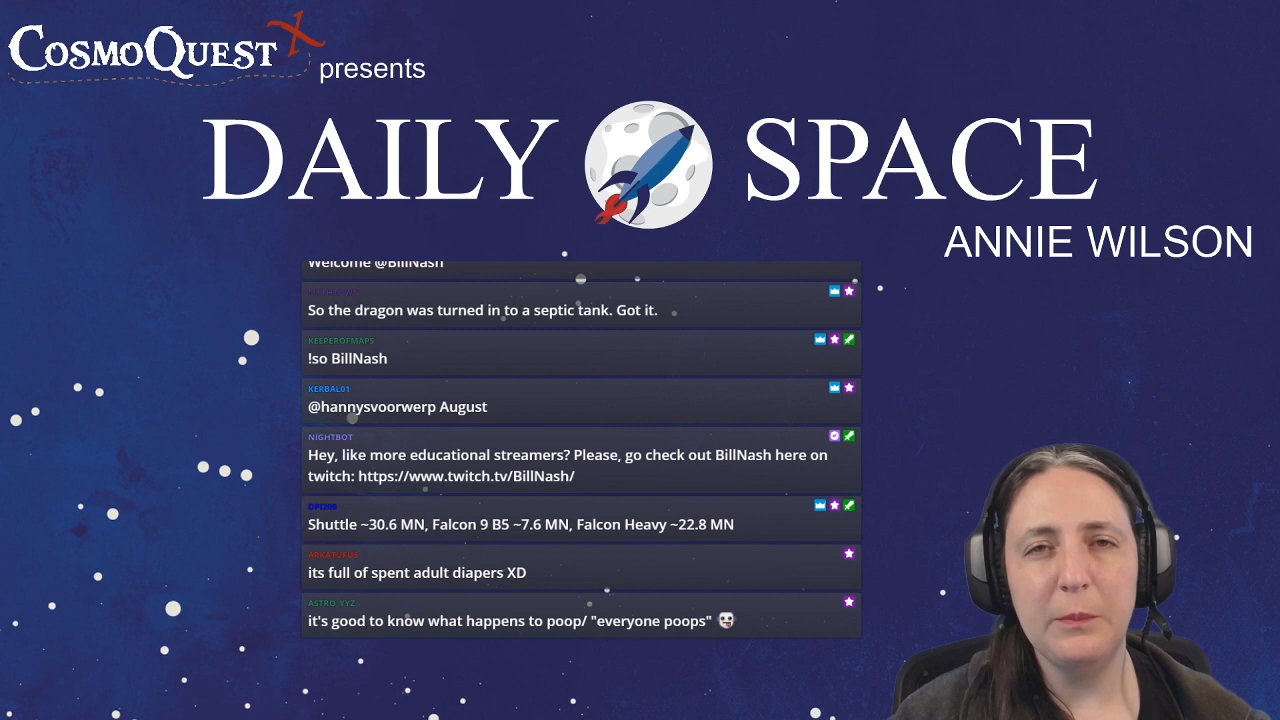 COSMOQUEST X
presents
DAILY SPACE
ANNIE WILSON
Welcome @BillNash
So the dragon was turned in to a septic tank. Got it.
KEEPEROFMAPS
!so BillNash
KERBAL01
@hannysvoorwerp August
NIGHTBOT
Hey, like more educational streamers? Please, go check out BillNash here on
twitch: https://www.twitch.tv/BillNash/
Shuttle ~30.6 MN, Falcon 9 B5 ~7.6 MN, Falcon Heavy ~22.8 MN
ARKATUFUS
its full of spent adult diapers XD
ASTRO YYZ
it's good to know what happens to poop/ "everyone poops"